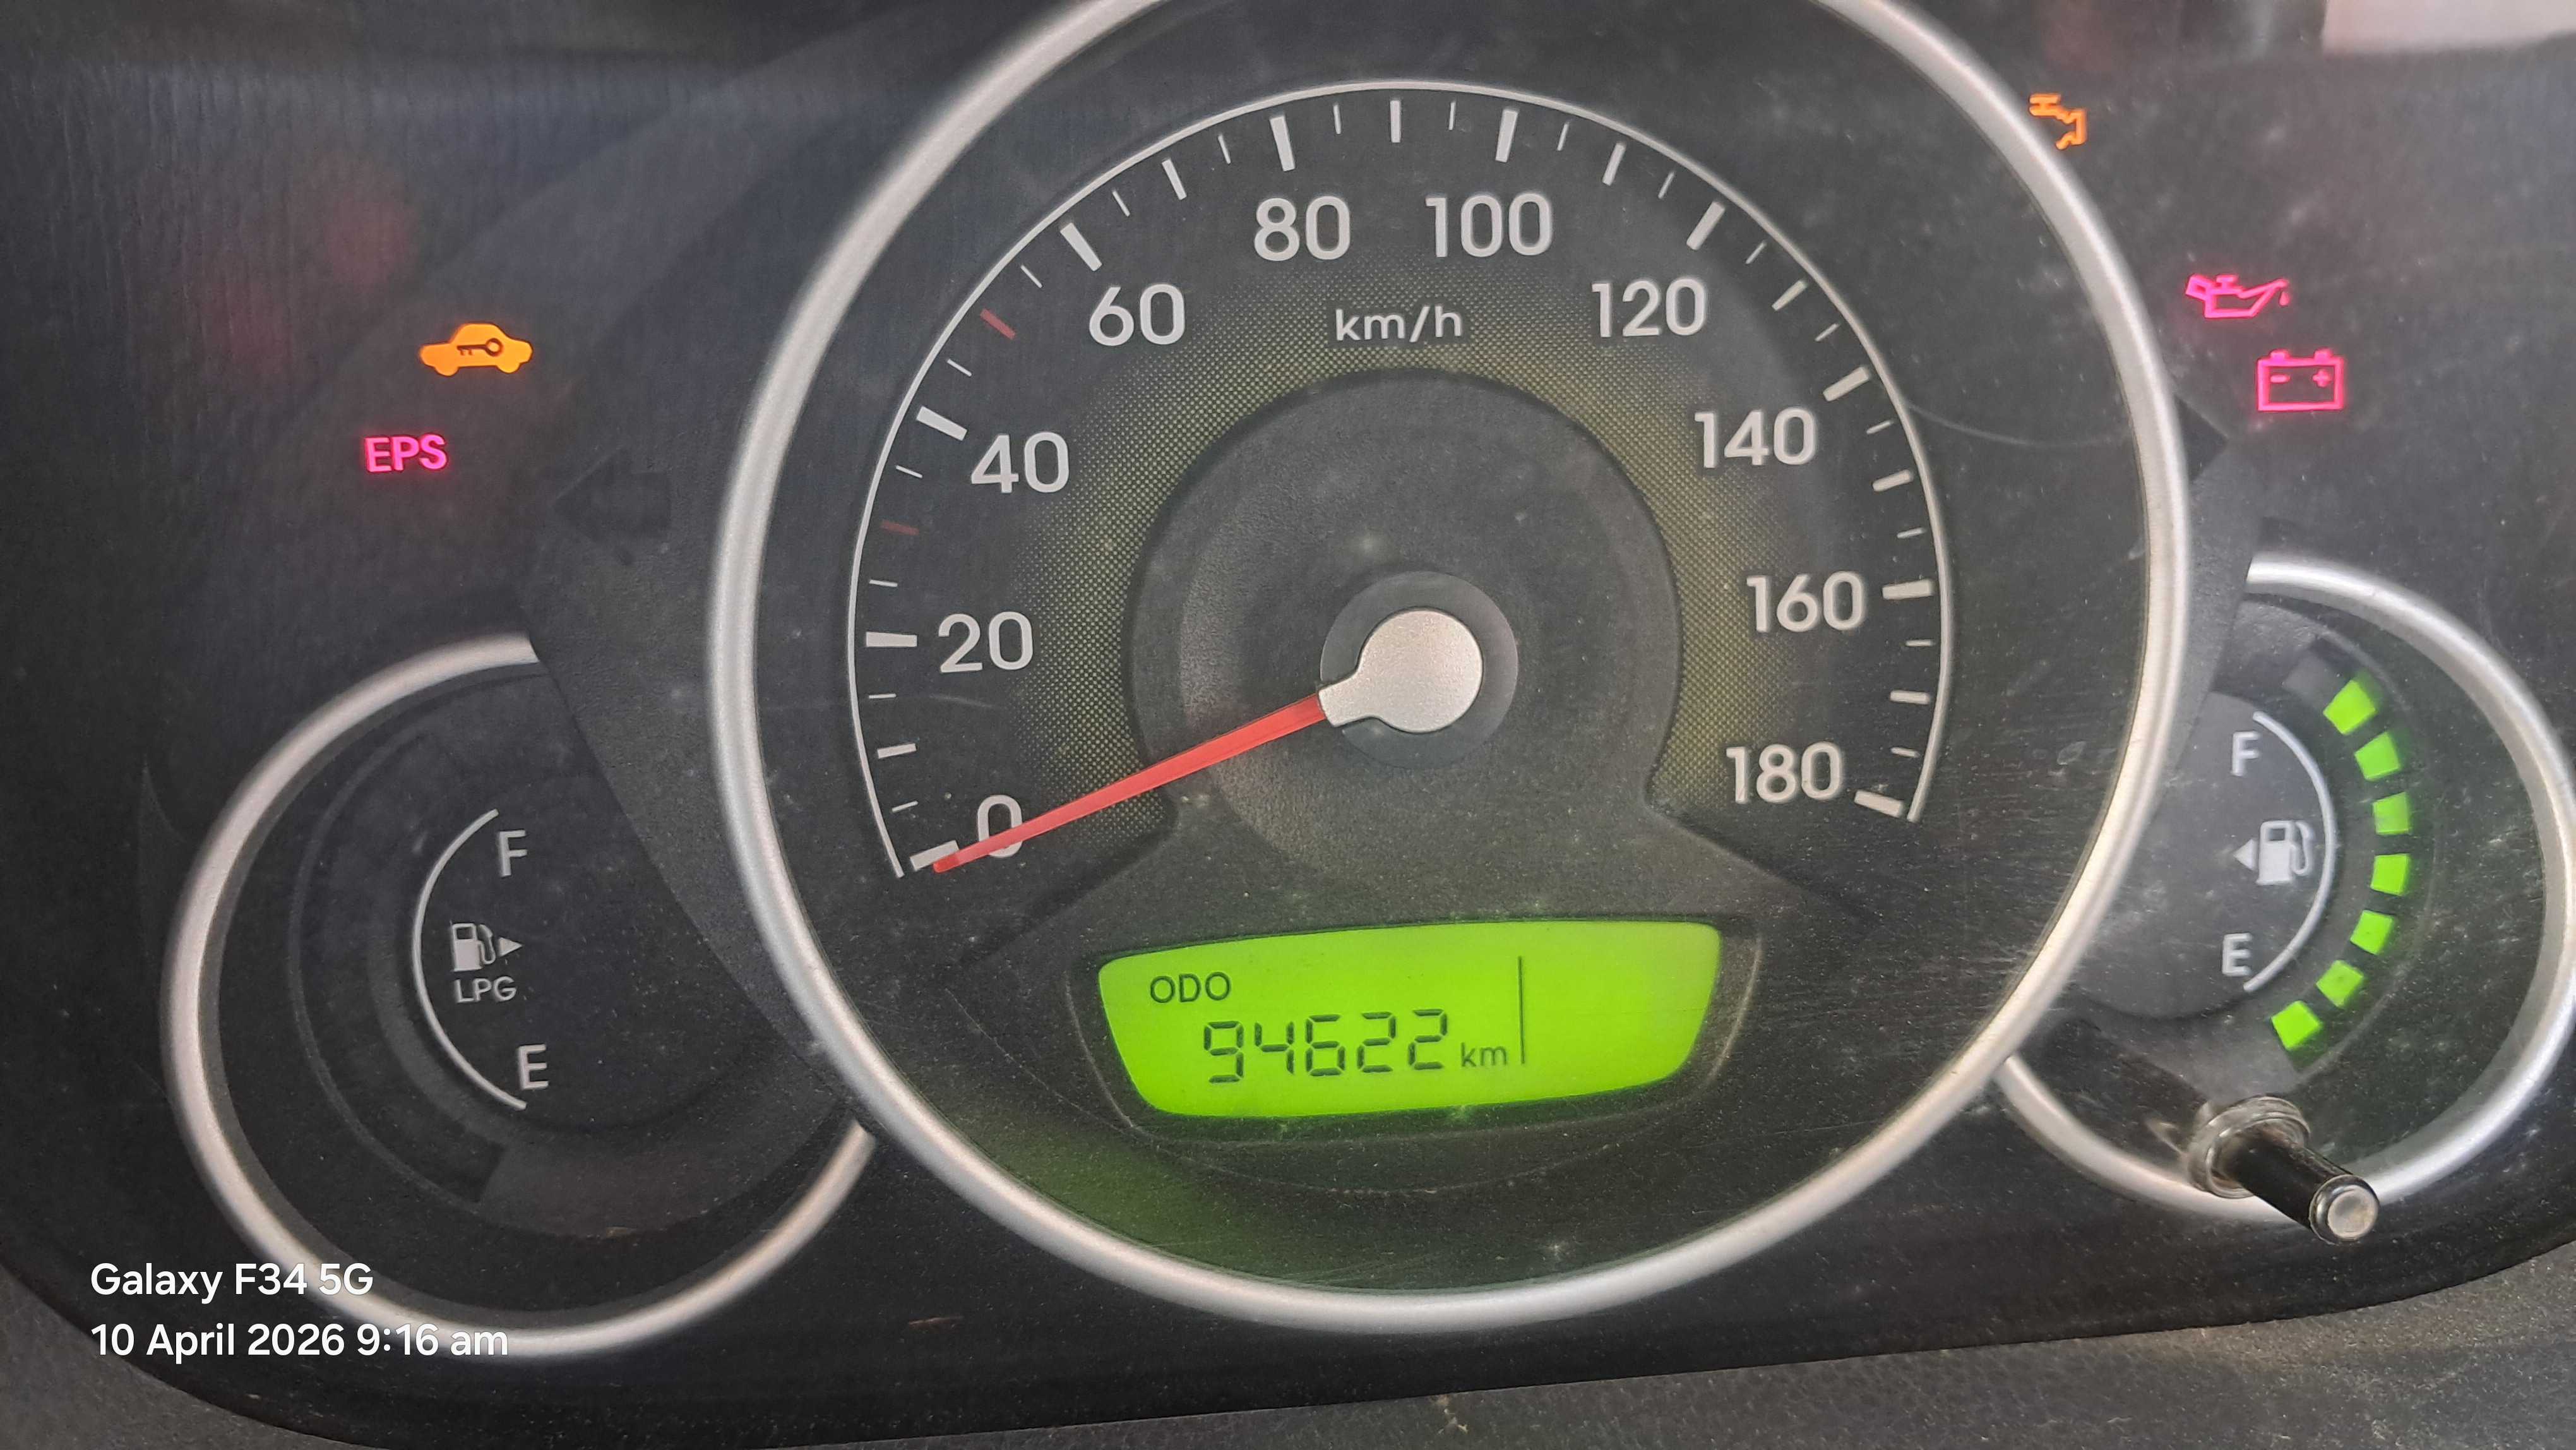 80 100
60 120
km/h
40 140
EPS
20 160
0 180
F
E
F
LPG
E
ODO
94622 km
Galaxy F34 5G
10 April 2026 9:16 am